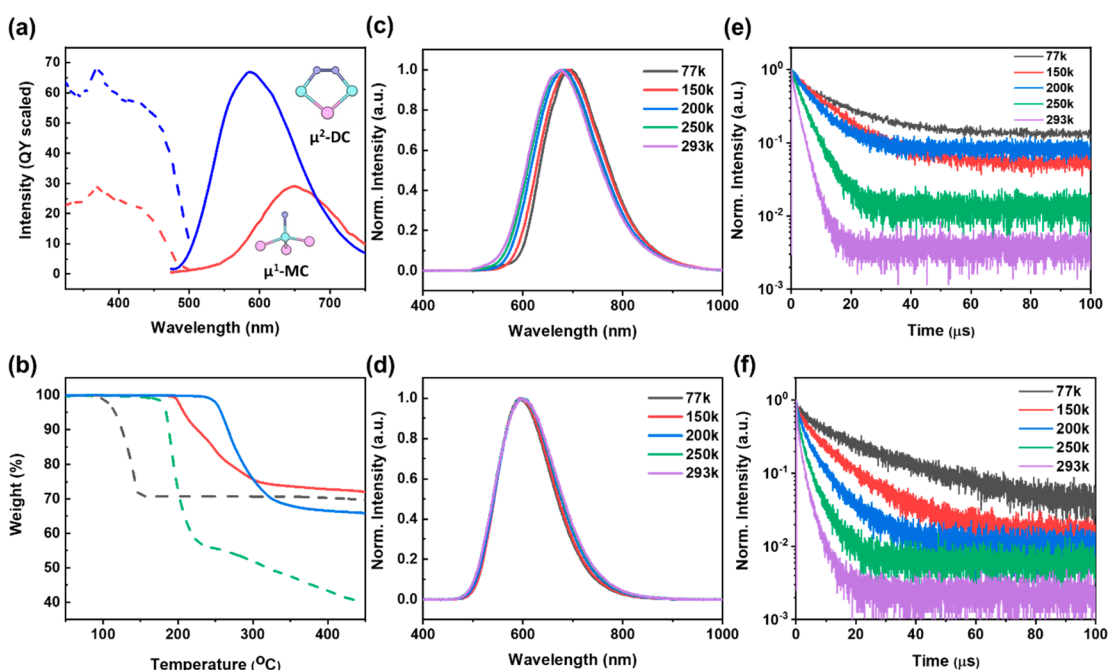 (a)
Intensity (QY scaled)
70
60
50
40
30
20
10
0
400
500
600
700
Wavelength (nm)
μ²-DC
μ¹-MC
(c)
Norm. Intensity (a.u.)
1.0
0.8
0.6
0.4
0.2
0.0
400
600
800
1000
Wavelength (nm)
77k
150k
200k
250k
293k
(e)
Norm. Intensity (a.u.)
10⁰
10⁻¹
10⁻²
10⁻³
0
20
40
60
80
100
Time (μs)
77k
150k
200k
250k
293k
(b)
Weight (%)
100
90
80
70
60
50
40
50
150
250
350
450
Temperature (⁰C)
(d)
Norm. Intensity (a.u.)
1.0
0.8
0.6
0.4
0.2
0.0
400
600
800
1000
Wavelength (nm)
77k
150k
200k
250k
293k
(f)
Norm. Intensity (a.u.)
10⁰
10⁻¹
10⁻²
10⁻³
0
20
40
60
80
100
Time (μs)
77k
150k
200k
250k
293k